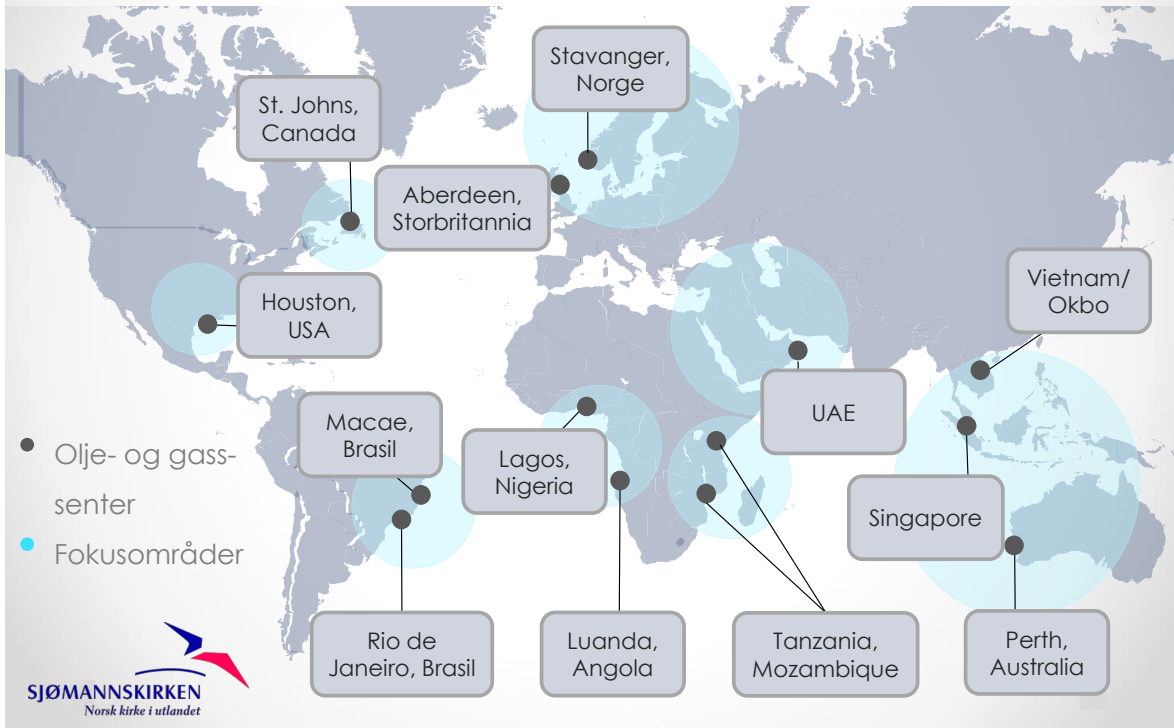 Stavanger,
Norge
St. Johns,
Canada
Aberdeen,
Storbritannia
Houston,
USA
Vietnam/
Okbo
UAE
Macae,
Brasil
Lagos,
Nigeria
Singapore
Olje- og gass-
senter
Fokusområder
Rio de
Janeiro, Brasil
Luanda,
Angola
Tanzania,
Mozambique
Perth,
Australia
SJØMANNSKIRKEN
Norsk kirke i utlandet